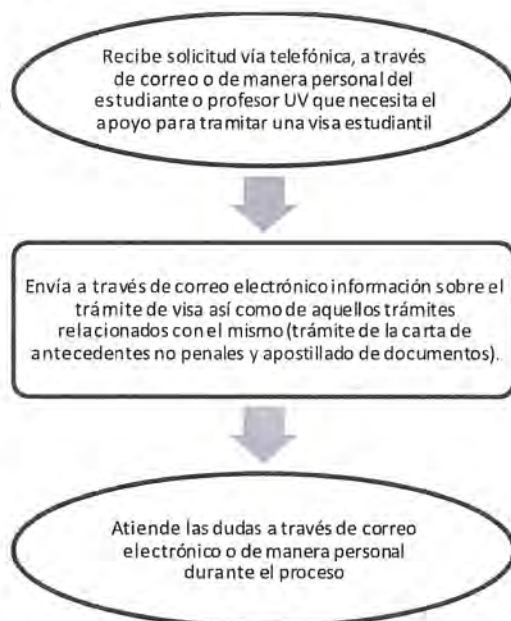 Recibe solicitud vía telefónica, a través
de correo o de manera personal del
estudiante o profesor UV que necesita el
apoyo para tramitar una visa estudiantil
Envía a través de correo electrónico información sobre el
trámite de visa así como de aquellos trámites
relacionados con el mismo (trámite de la carta de
antecedentes no penales y apostillado de documentos).
Atiende las dudas a través de correo
electrónico o de manera personal
durante el proceso